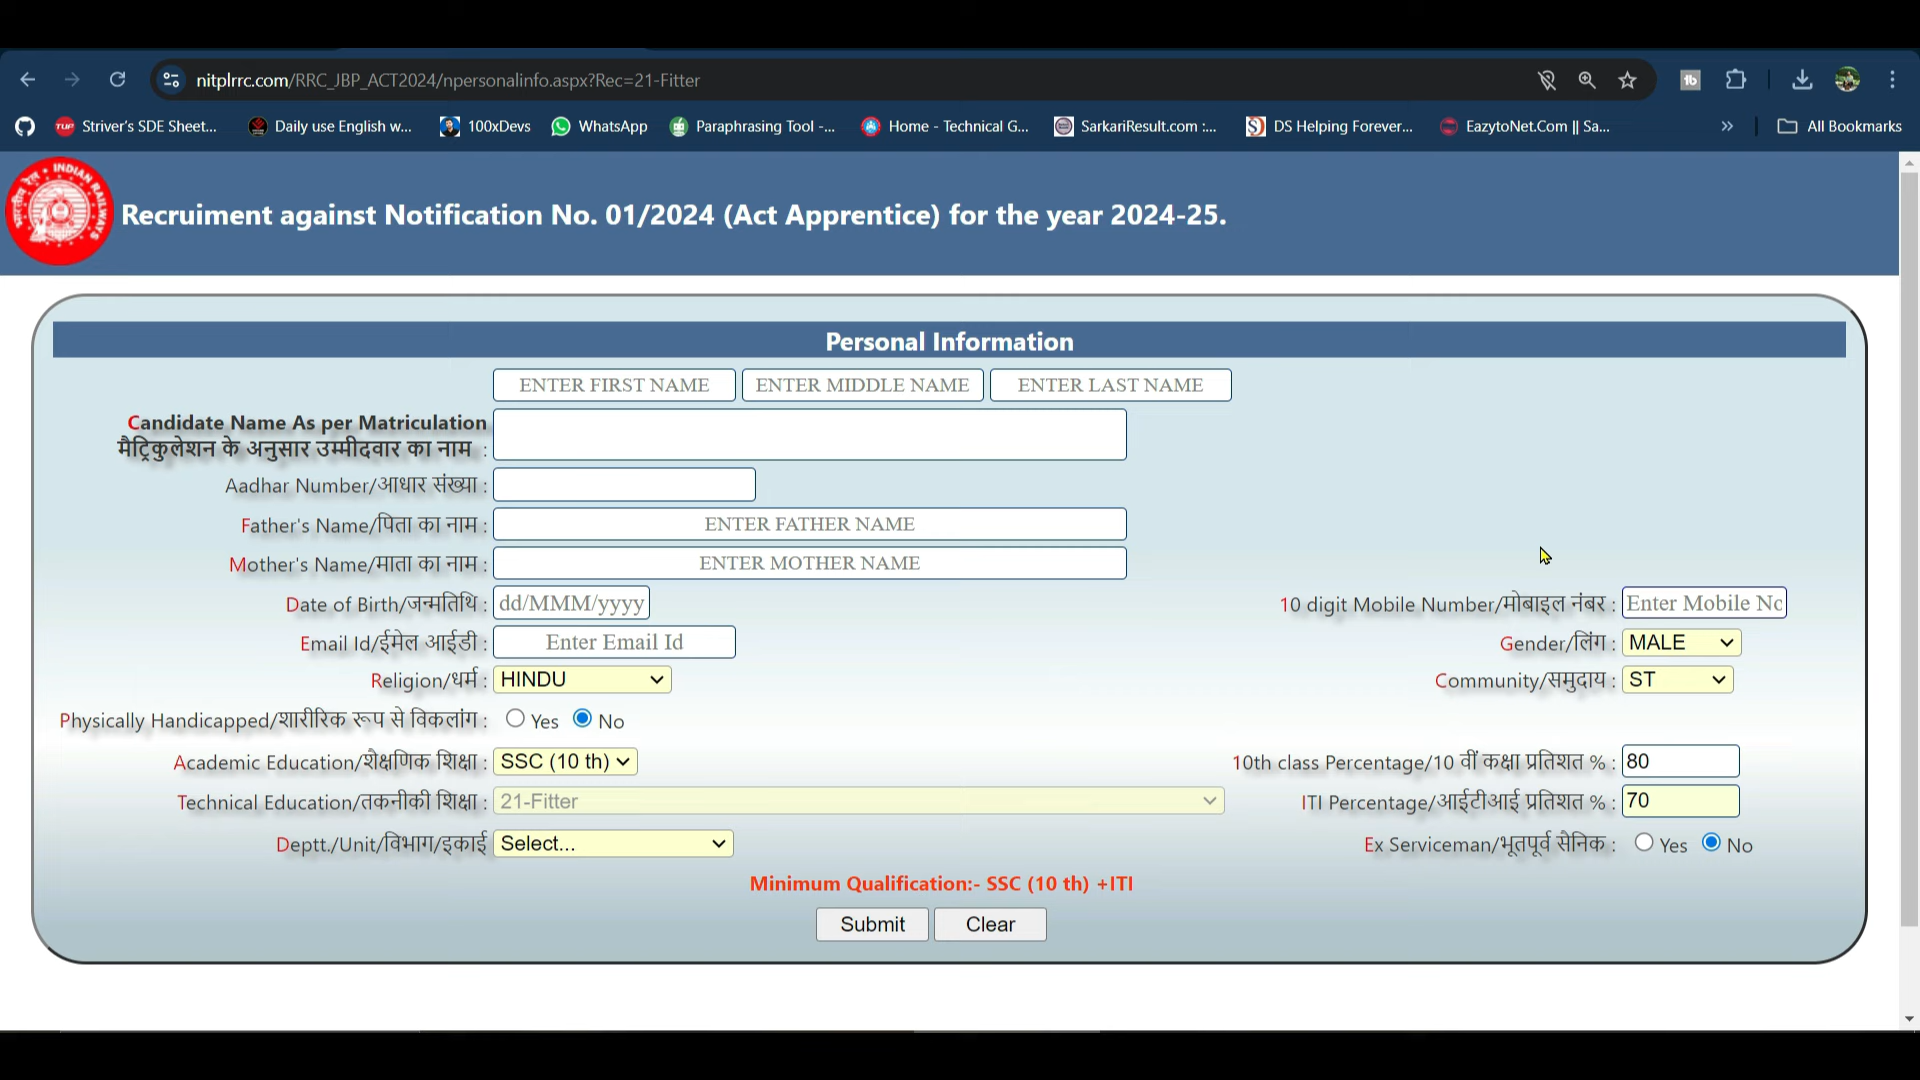 nitplrrc.com/RRC_JBP_ACT2024/npersonalinfo.aspx?Rec=21-Fitter
Striver's SDE Sheet... Daily use English w... 100xDevs WhatsApp Paraphrasing Tool -... Home - Technical G... SarkariResult.com :... DS Helping Forever... EazytoNet.Com || Sa... » All Bookmarks
भारतीय रेल INDIAN RAILWAYS
Recruiment against Notification No. 01/2024 (Act Apprentice) for the year 2024-25.
Personal Information
ENTER FIRST NAME ENTER MIDDLE NAME ENTER LAST NAME
Candidate Name As per Matriculation
मैट्रिकुलेशन के अनुसार उम्मीदवार का नाम :
Aadhar Number/आधार संख्या :
Father's Name/पिता का नाम : ENTER FATHER NAME
Mother's Name/माता का नाम : ENTER MOTHER NAME
Date of Birth/जन्मतिथि : dd/MMM/yyyy 10 digit Mobile Number/मोबाइल नंबर : Enter Mobile No
Email Id/ईमेल आईडी : Enter Email Id Gender/लिंग : MALE
Religion/धर्म : HINDU Community/समुदाय : ST
Physically Handicapped/शारीरिक रूप से विकलांग : Yes No
Academic Education/शैक्षणिक शिक्षा : SSC (10 th) 10th class Percentage/10 वीं कक्षा प्रतिशत % : 80
Technical Education/तकनीकी शिक्षा : 21-Fitter ITI Percentage/आईटीआई प्रतिशत % : 70
Deptt./Unit/विभाग/इकाई Select... Ex Serviceman/भूतपूर्व सैनिक : Yes No
Minimum Qualification:- SSC (10 th) +ITI
Submit Clear